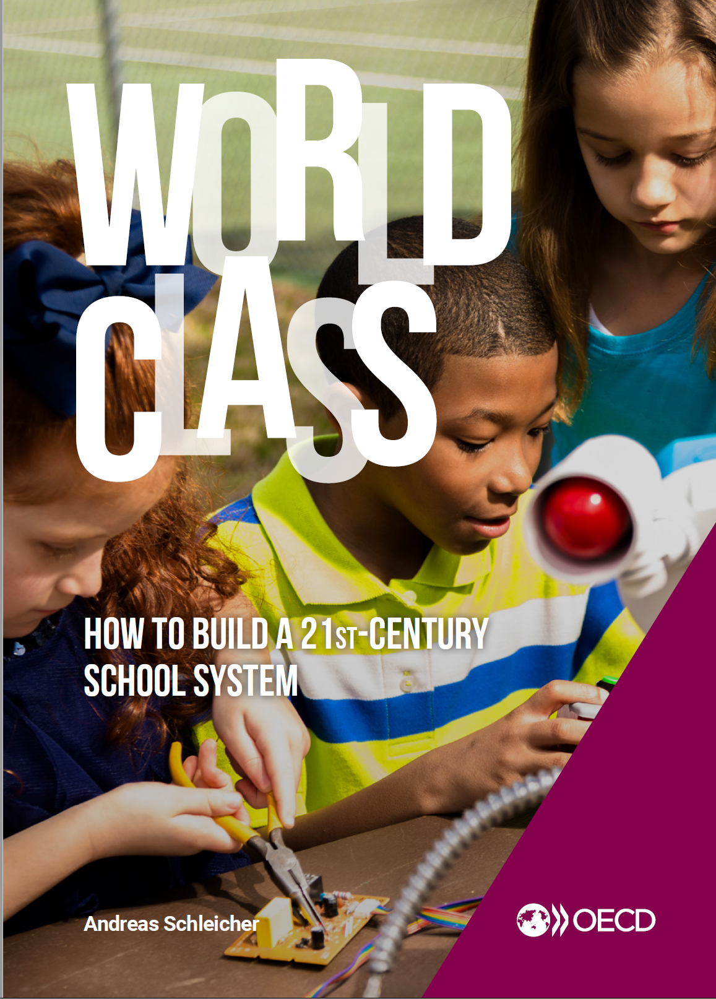 WORLD
CLASS
HOW TO BUILD A 21ST-CENTURY
SCHOOL SYSTEM
Andreas Schleicher
OECD